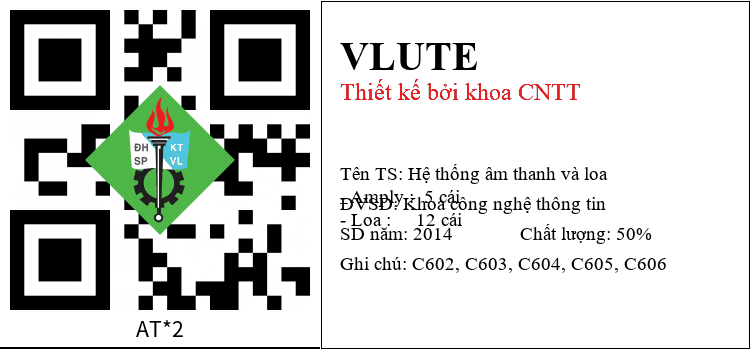 ĐH KT
SP VL
AT*2
VLUTE
Thiết kế bởi khoa CNTT
Tên TS: Hệ thống âm thanh và loa
- Amply : 5 cái
ĐVSD: Khoa công nghệ thông tin
- Loa : 12 cái
SD năm: 2014 Chất lượng: 50%
Ghi chú: C602, C603, C604, C605, C606